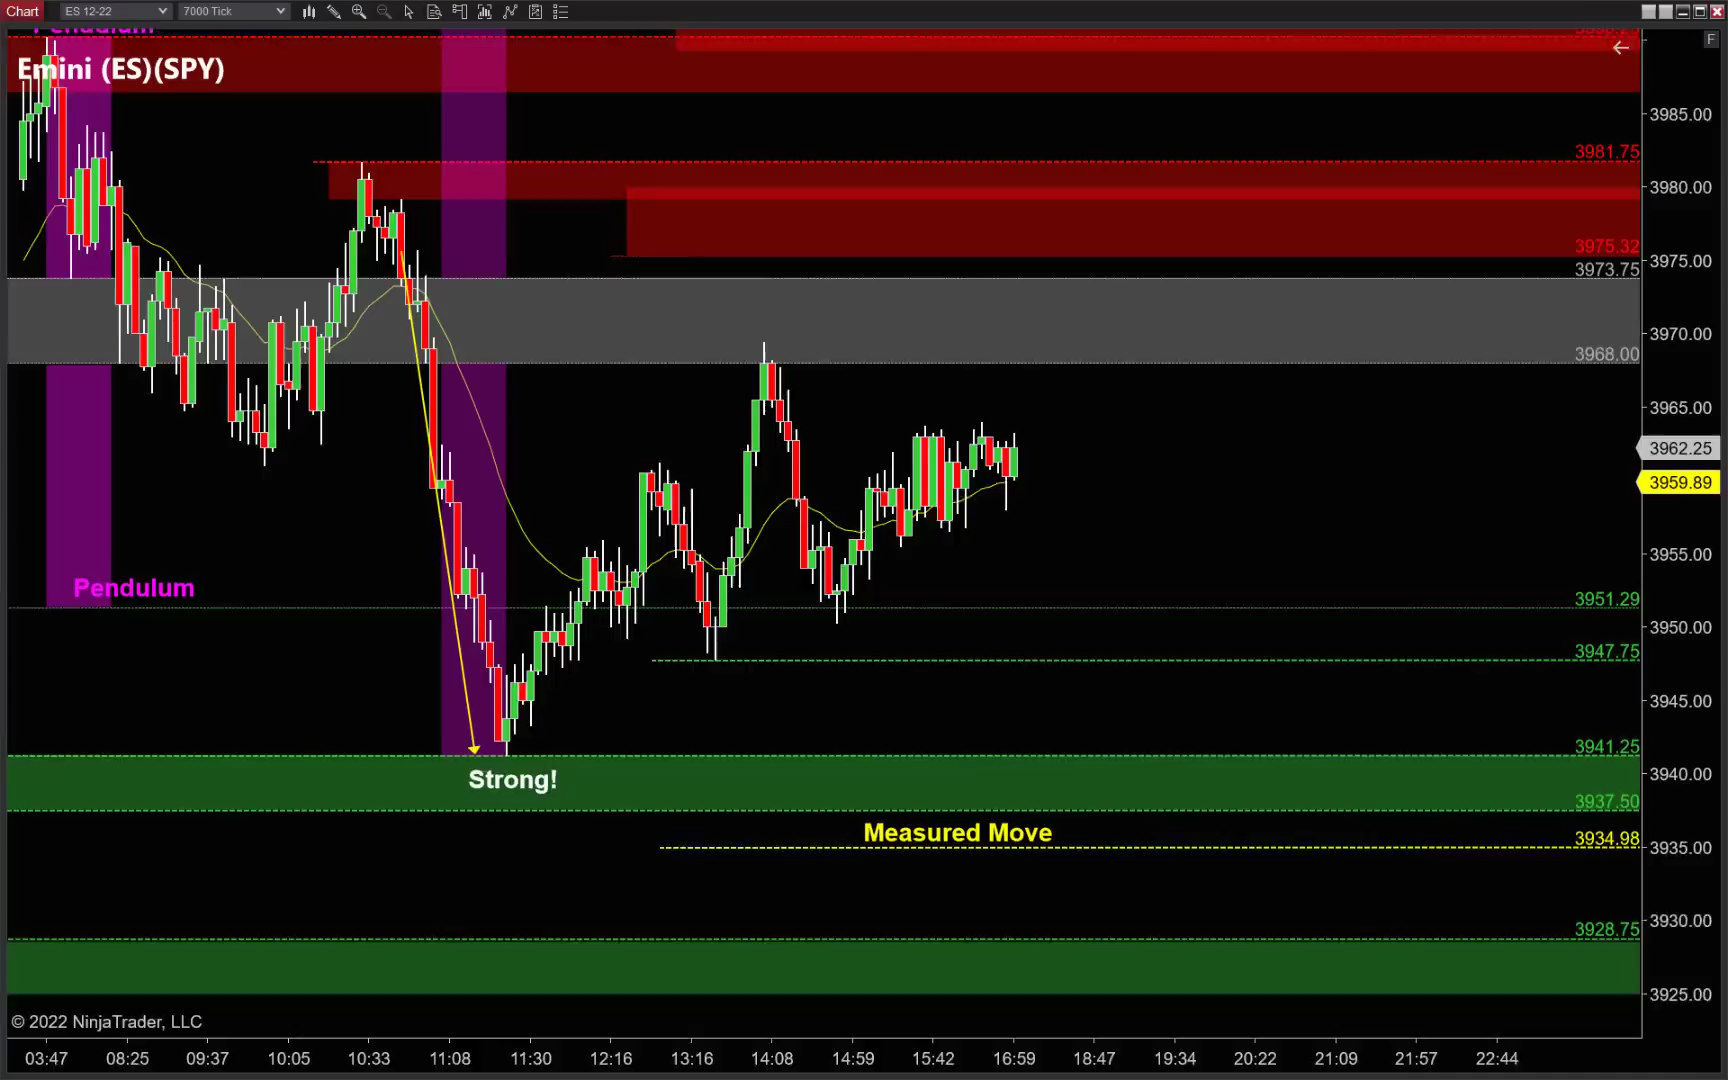 Chart ES 12-22 7000 Tick
Pendulum
F
Emini (ES)(SPY)
3985.00
3981.75
3980.00
3975.32
3975.00
3973.75
3970.00
3968.00
3965.00
3962.25
3959.89
3955.00
Pendulum
3951.29
3950.00
3947.75
3945.00
3941.25
Strong!
3940.00
3937.50
Measured Move
3934.98
3935.00
3930.00
3928.75
3925.00
© 2022 NinjaTrader, LLC
03:47 08:25 09:37 10:05 10:33 11:08 11:30 12:16 13:16 14:08 14:59 15:42 16:59 18:47 19:34 20:22 21:09 21:57 22:44